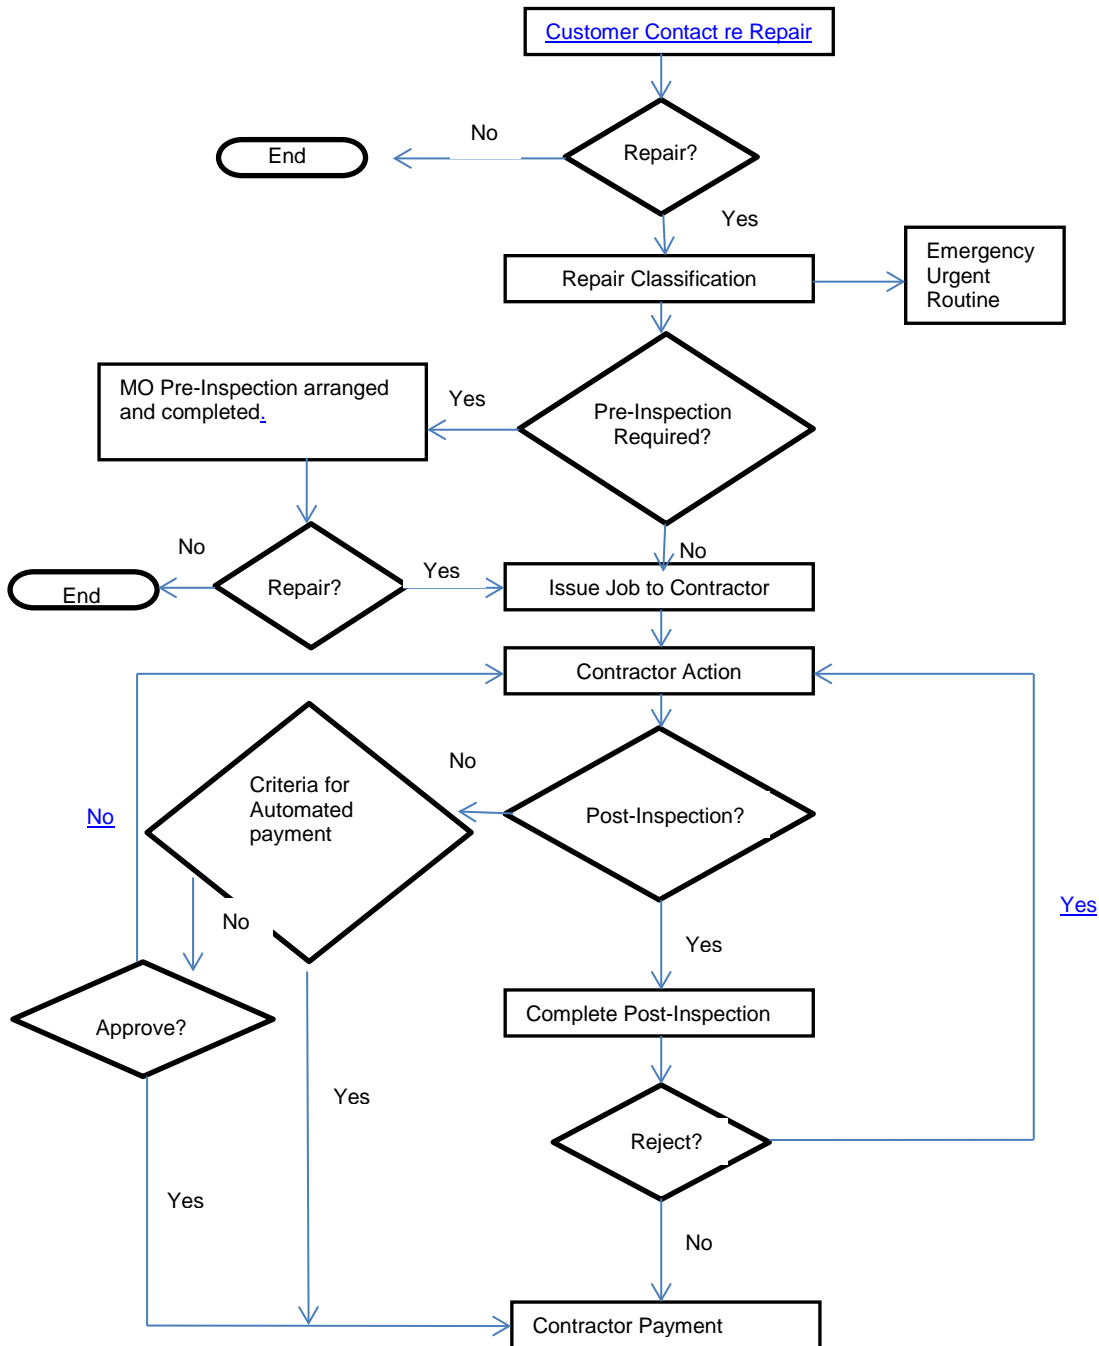 Customer Contact re Repair
No
End
Repair?
Yes
Emergency
Urgent
Routine
Repair Classification
MO Pre-Inspection arranged
and completed.
Yes
Pre-Inspection
Required?
No
No
Repair?
Yes
End
Issue Job to Contractor
Contractor Action
No
Criteria for
Automated
payment
Post-Inspection?
No
Yes
No
Yes
Complete Post-Inspection
Approve?
Yes
Reject?
Yes
No
Contractor Payment